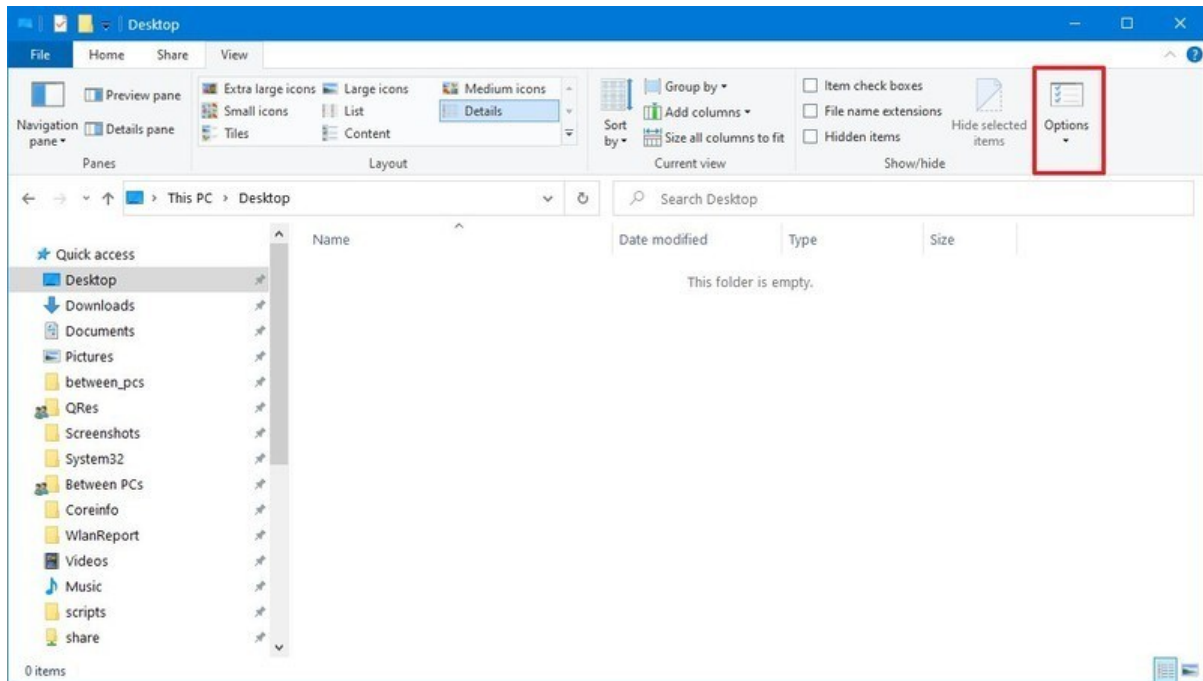 Desktop
File Home Share View
Navigation pane
Preview pane
Details pane
Panes
Extra large icons Large icons Medium icons
Small icons List Details
Tiles Content
Layout
Sort by
Group by
Add columns
Size all columns to fit
Current view
Item check boxes
File name extensions
Hidden items
Hide selected items
Show/hide
Options
This PC > Desktop
Search Desktop
Name Date modified Type Size
This folder is empty.
Quick access
Desktop
Downloads
Documents
Pictures
between_pcs
QRes
Screenshots
System32
Between PCs
Coreinfo
WlanReport
Videos
Music
scripts
share
0 items